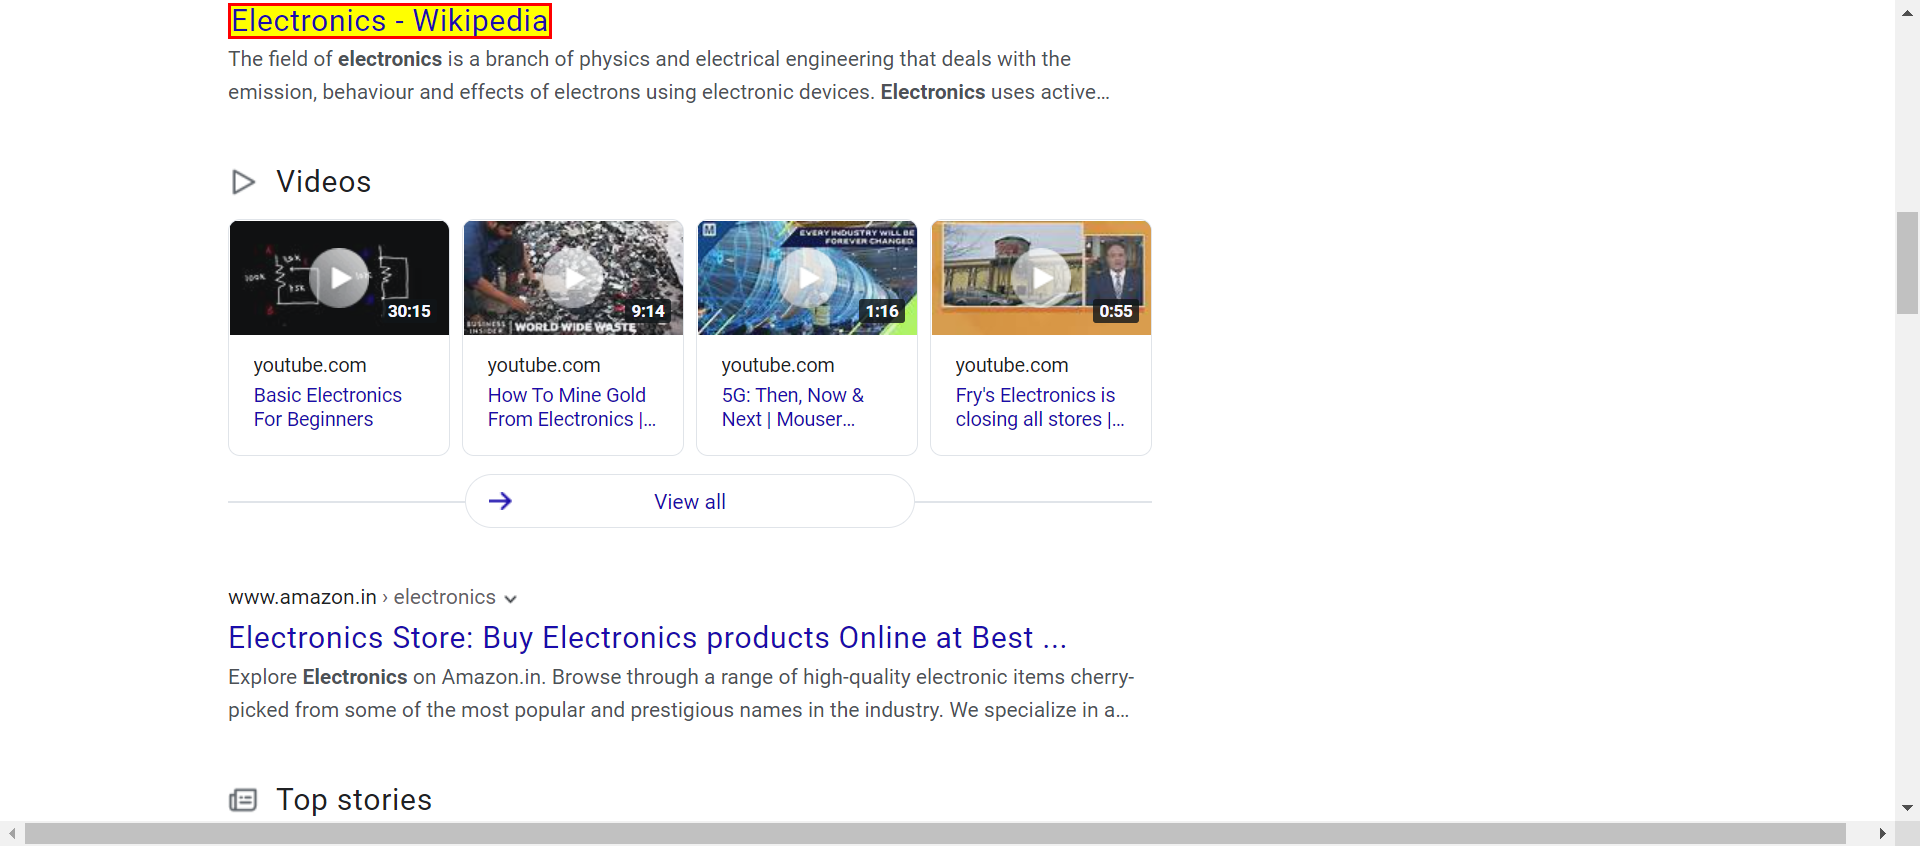 Electronics - Wikipedia
The field of electronics is a branch of physics and electrical engineering that deals with the
emission, behaviour and effects of electrons using electronic devices. Electronics uses active...
Videos
100K
30:15
BUSINESS INSIDER | WORLD WIDE WASTE
9:14
M
EVERY INDUSTRY WILL BE
FOREVER CHANGED.
1:16
0:55
youtube.com
Basic Electronics
For Beginners
youtube.com
How To Mine Gold
From Electronics |...
youtube.com
5G: Then, Now &
Next | Mouser...
youtube.com
Fry's Electronics is
closing all stores |...
View all
www.amazon.in › electronics
Electronics Store: Buy Electronics products Online at Best ...
Explore Electronics on Amazon.in. Browse through a range of high-quality electronic items cherry-
picked from some of the most popular and prestigious names in the industry. We specialize in a...
Top stories